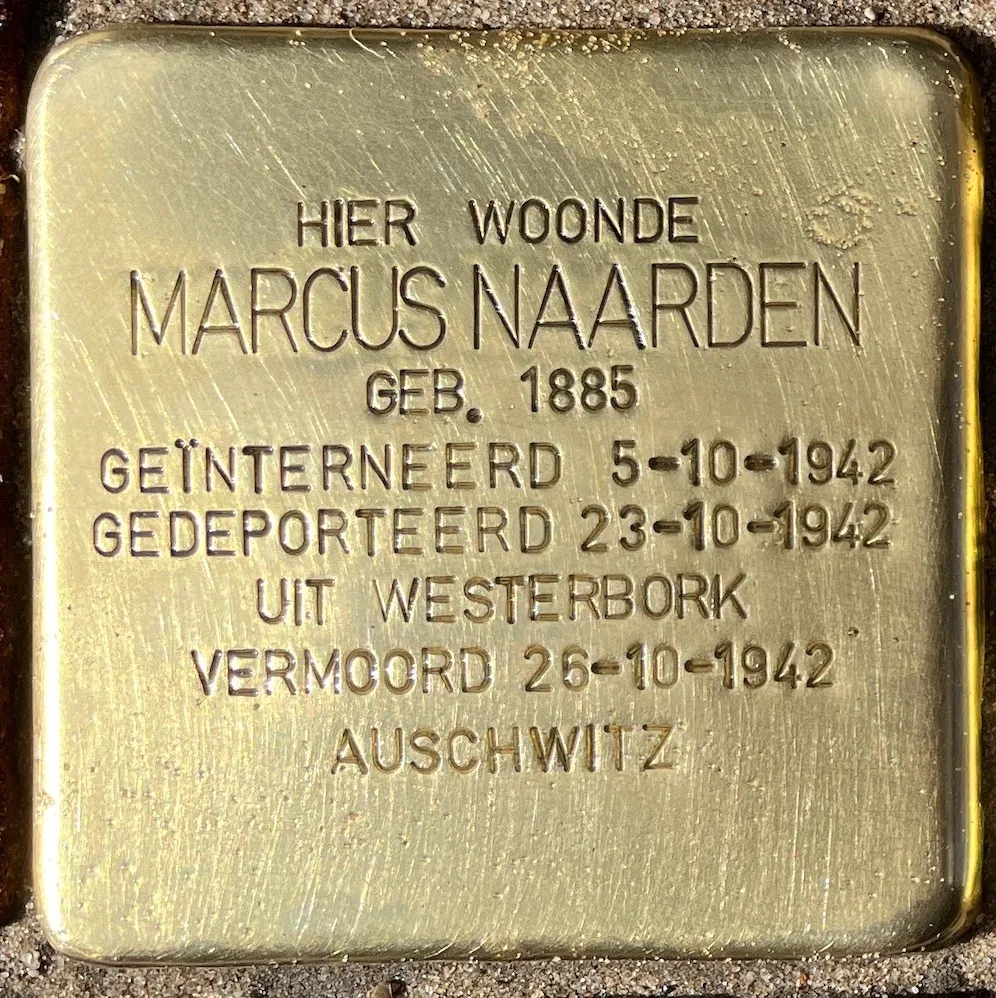 HIER WOONDE
MARCUS NAARDEN
GEB. 1885
GEÏNTERNEERD 5-10-1942
GEDEPORTEERD 23-10-1942
UIT WESTERBORK
VERMOORD 26-10-1942
AUSCHWITZ